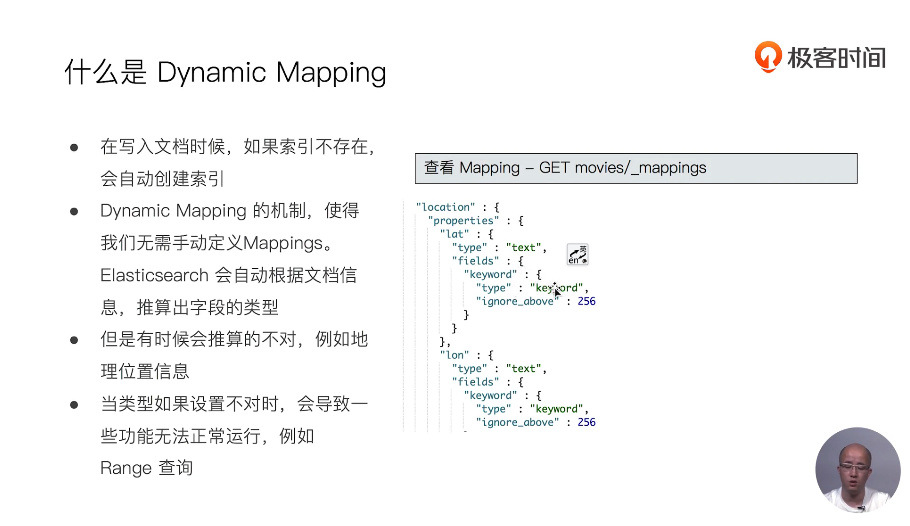 极客时间
什么是 Dynamic Mapping
● 在写入文档时候，如果索引不存在，
会自动创建索引
● Dynamic Mapping 的机制，使得
我们无需手动定义Mappings。
Elasticsearch 会自动根据文档信
息，推算出字段的类型
● 但是有时候会推算的不对，例如地
理位置信息
● 当类型如果设置不对时，会导致一
些功能无法正常运行，例如
Range 查询
查看 Mapping – GET movies/_mappings
"location" : {
"properties" : {
"lat" : {
"type" : "text",
"fields" : {
"keyword" : {
"type" : "keyword",
"ignore_above" : 256
}
}
},
"lon" : {
"type" : "text",
"fields" : {
"keyword" : {
"type" : "keyword",
"ignore_above" : 256
英
en